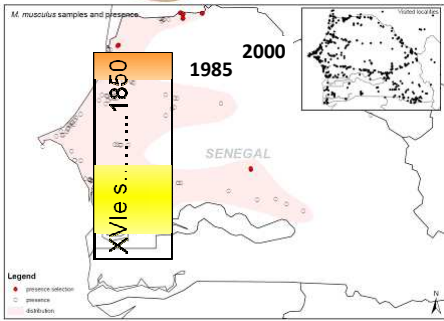 M. musculus samples and presence
Visited localities
2000
1985
XVIe s.......... 1850
SENEGAL
Legend
presence selection
presence
distribution
N